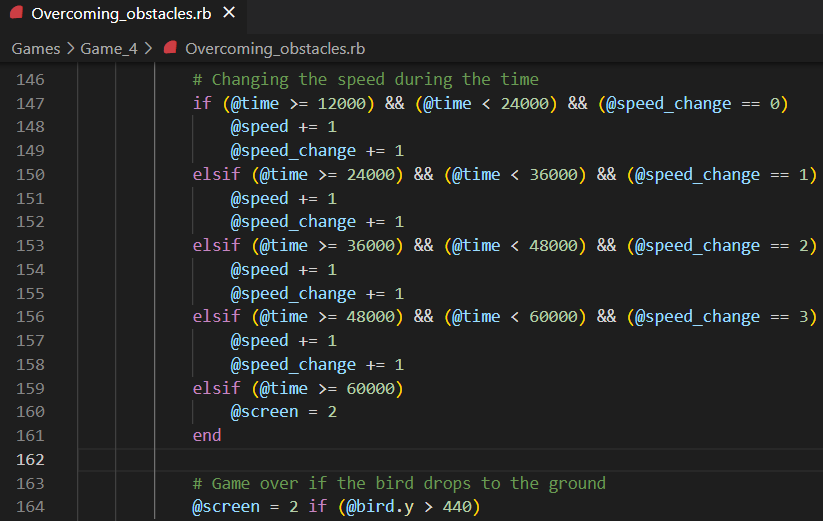 Overcoming_obstacles.rb ✕
Games > Game_4 > Overcoming_obstacles.rb
146 # Changing the speed during the time
147 if (@time >= 12000) && (@time < 24000) && (@speed_change == 0)
148 @speed += 1
149 @speed_change += 1
150 elsif (@time >= 24000) && (@time < 36000) && (@speed_change == 1)
151 @speed += 1
152 @speed_change += 1
153 elsif (@time >= 36000) && (@time < 48000) && (@speed_change == 2)
154 @speed += 1
155 @speed_change += 1
156 elsif (@time >= 48000) && (@time < 60000) && (@speed_change == 3)
157 @speed += 1
158 @speed_change += 1
159 elsif (@time >= 60000)
160 @screen = 2
161 end
162
163 # Game over if the bird drops to the ground
164 @screen = 2 if (@bird.y > 440)